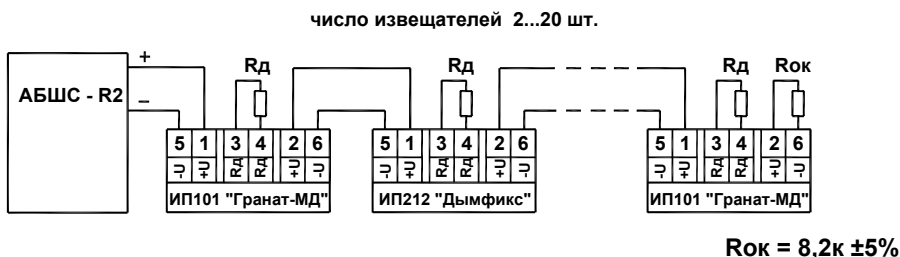 число извещателей 2...20 шт.
+ Rд Rд Rд Rок
АБШС - R2
–
5 1 3 4 2 6 5 1 3 4 2 6 5 1 3 4 2 6
-U +U Rд Rд +U -U -U +U Rд Rд +U -U -U +U Rд Rд +U -U
ИП101 "Гранат-МД" ИП212 "Дымфикс" ИП101 "Гранат-МД"
Rок = 8,2к ±5%